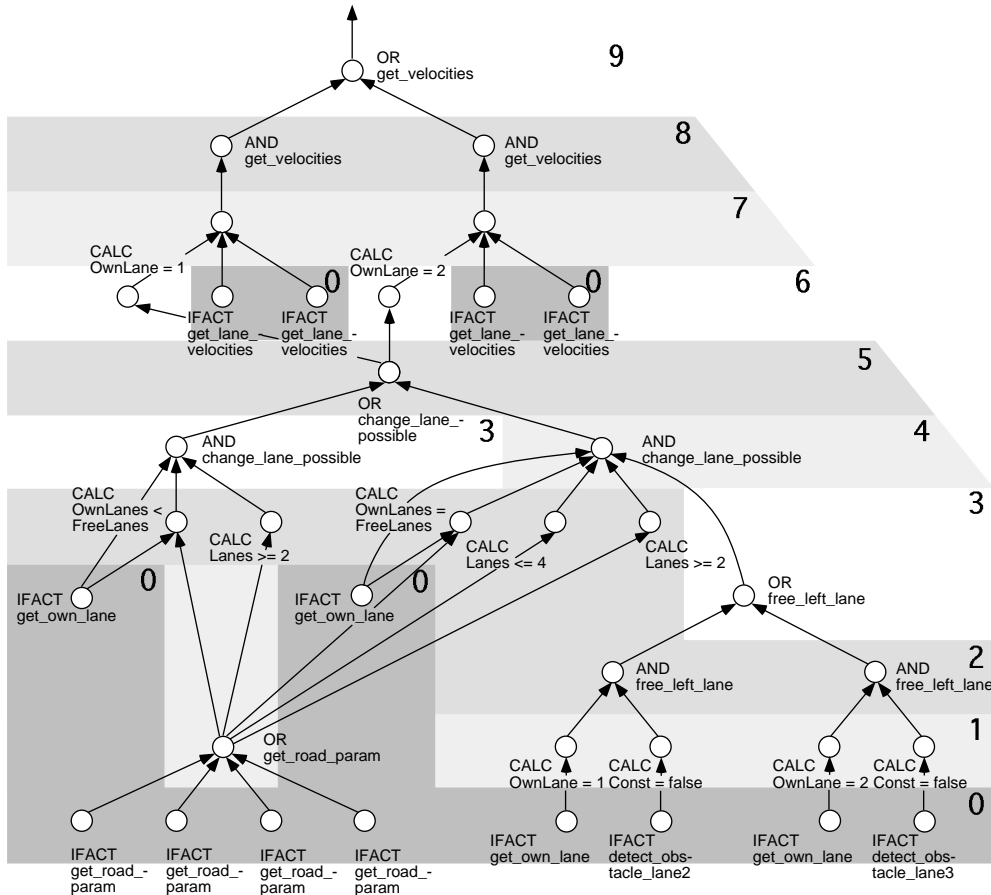 OR
get_velocities
9
8
AND
get_velocities
AND
get_velocities
7
CALC
OwnLane = 1
CALC
OwnLane = 2
0
0
6
IFACT
get_lane_-
velocities
IFACT
get_lane_-
velocities
IFACT
get_lane_-
velocities
IFACT
get_lane_-
velocities
5
OR
change_lane_-
possible
3
4
AND
change_lane_possible
AND
change_lane_possible
3
CALC
OwnLanes <
FreeLanes
CALC
OwnLanes =
FreeLanes
CALC
Lanes >= 2
CALC
Lanes <= 4
CALC
Lanes >= 2
0
0
IFACT
get_own_lane
IFACT
get_own_lane
OR
free_left_lane
2
AND
free_left_lane
AND
free_left_lane
1
OR
get_road_param
CALC
OwnLane = 1
CALC
Const = false
CALC
OwnLane = 2
CALC
Const = false
0
IFACT
get_road_-
param
IFACT
get_road_-
param
IFACT
get_road_-
param
IFACT
get_road_-
param
IFACT
get_own_lane
IFACT
detect_obs-
tacle_lane2
IFACT
get_own_lane
IFACT
detect_obs-
tacle_lane3